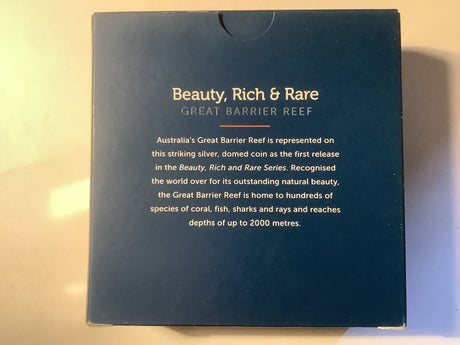 Beauty, Rich & Rare
GREAT BARRIER REEF
Australia's Great Barrier Reef is represented on
this striking silver, domed coin as the first release
in the Beauty, Rich and Rare Series. Recognised
the world over for its outstanding natural beauty,
the Great Barrier Reef is home to hundreds of
species of coral, fish, sharks and rays and reaches
depths of up to 2000 metres.